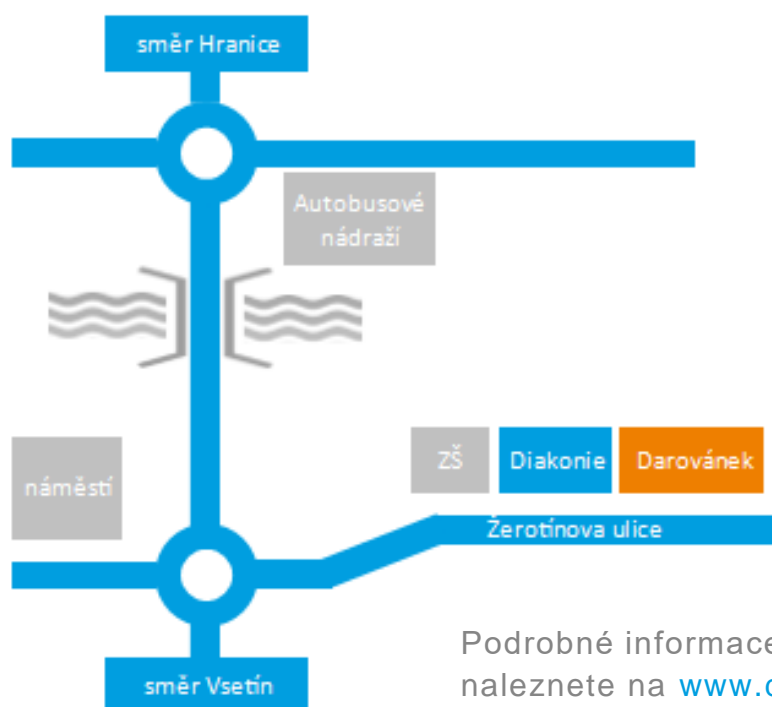 směr Hranice
Autobusové
nádraží
náměstí
ZŠ
Diakonie
Darovánek
Žerotínova ulice
směr Vsetín
Podrobné informace
naleznete na www.